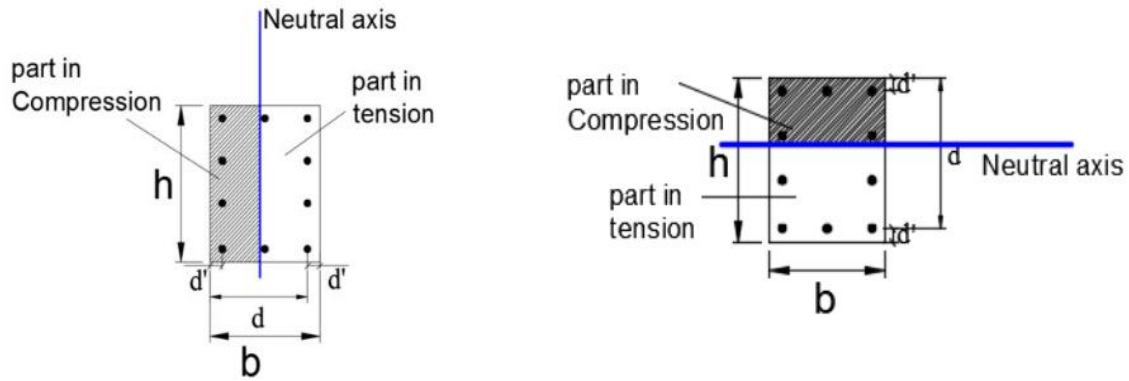 Neutral axis
part in
Compression
part in
tension
h
d'
d'
d
b
part in
Compression
d'
h
d
Neutral axis
part in
tension
d'
b